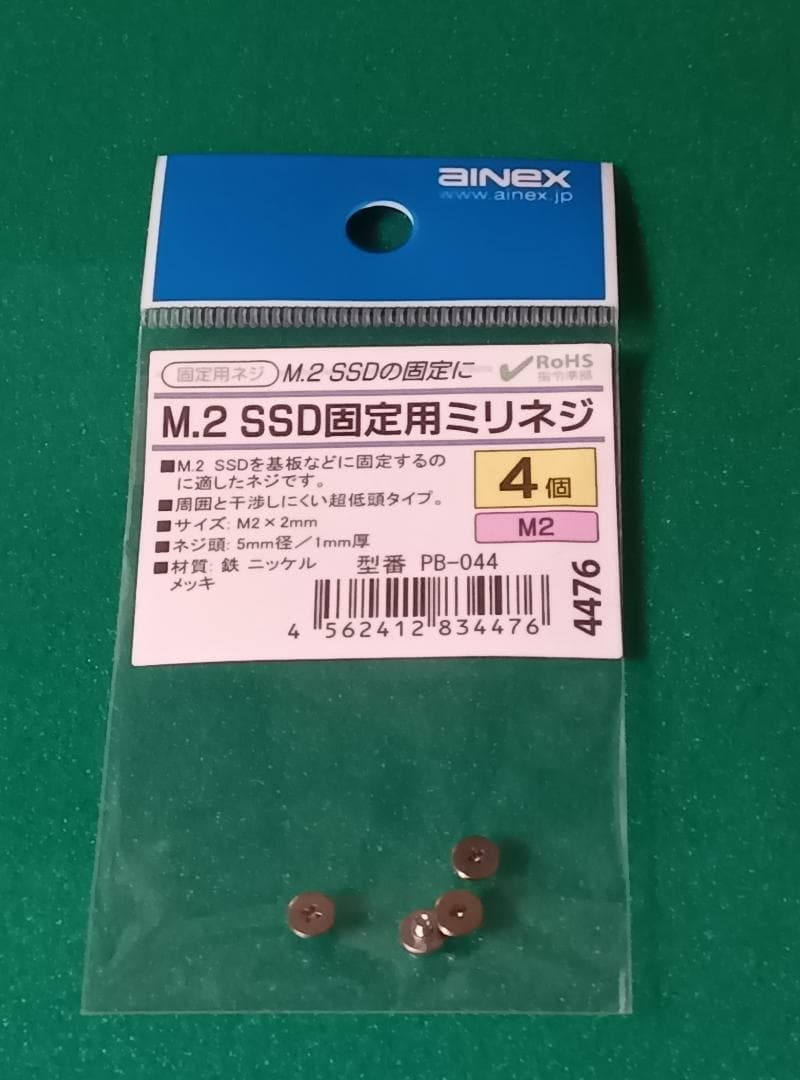 aiNex
www.ainex.jp
固定用ネジ M.2 SSDの固定に RoHS
指令準拠
M.2 SSD固定用ミリネジ
■M.2 SSDを基板などに固定するの
に適したネジです。
■周囲と干渉しにくい超低頭タイプ。
■サイズ: M2×2mm
■ネジ頭: 5mm径／1mm厚
■材質: 鉄 ニッケル
メッキ
4個
M2
型番 PB-044
4 562412 834476
4476